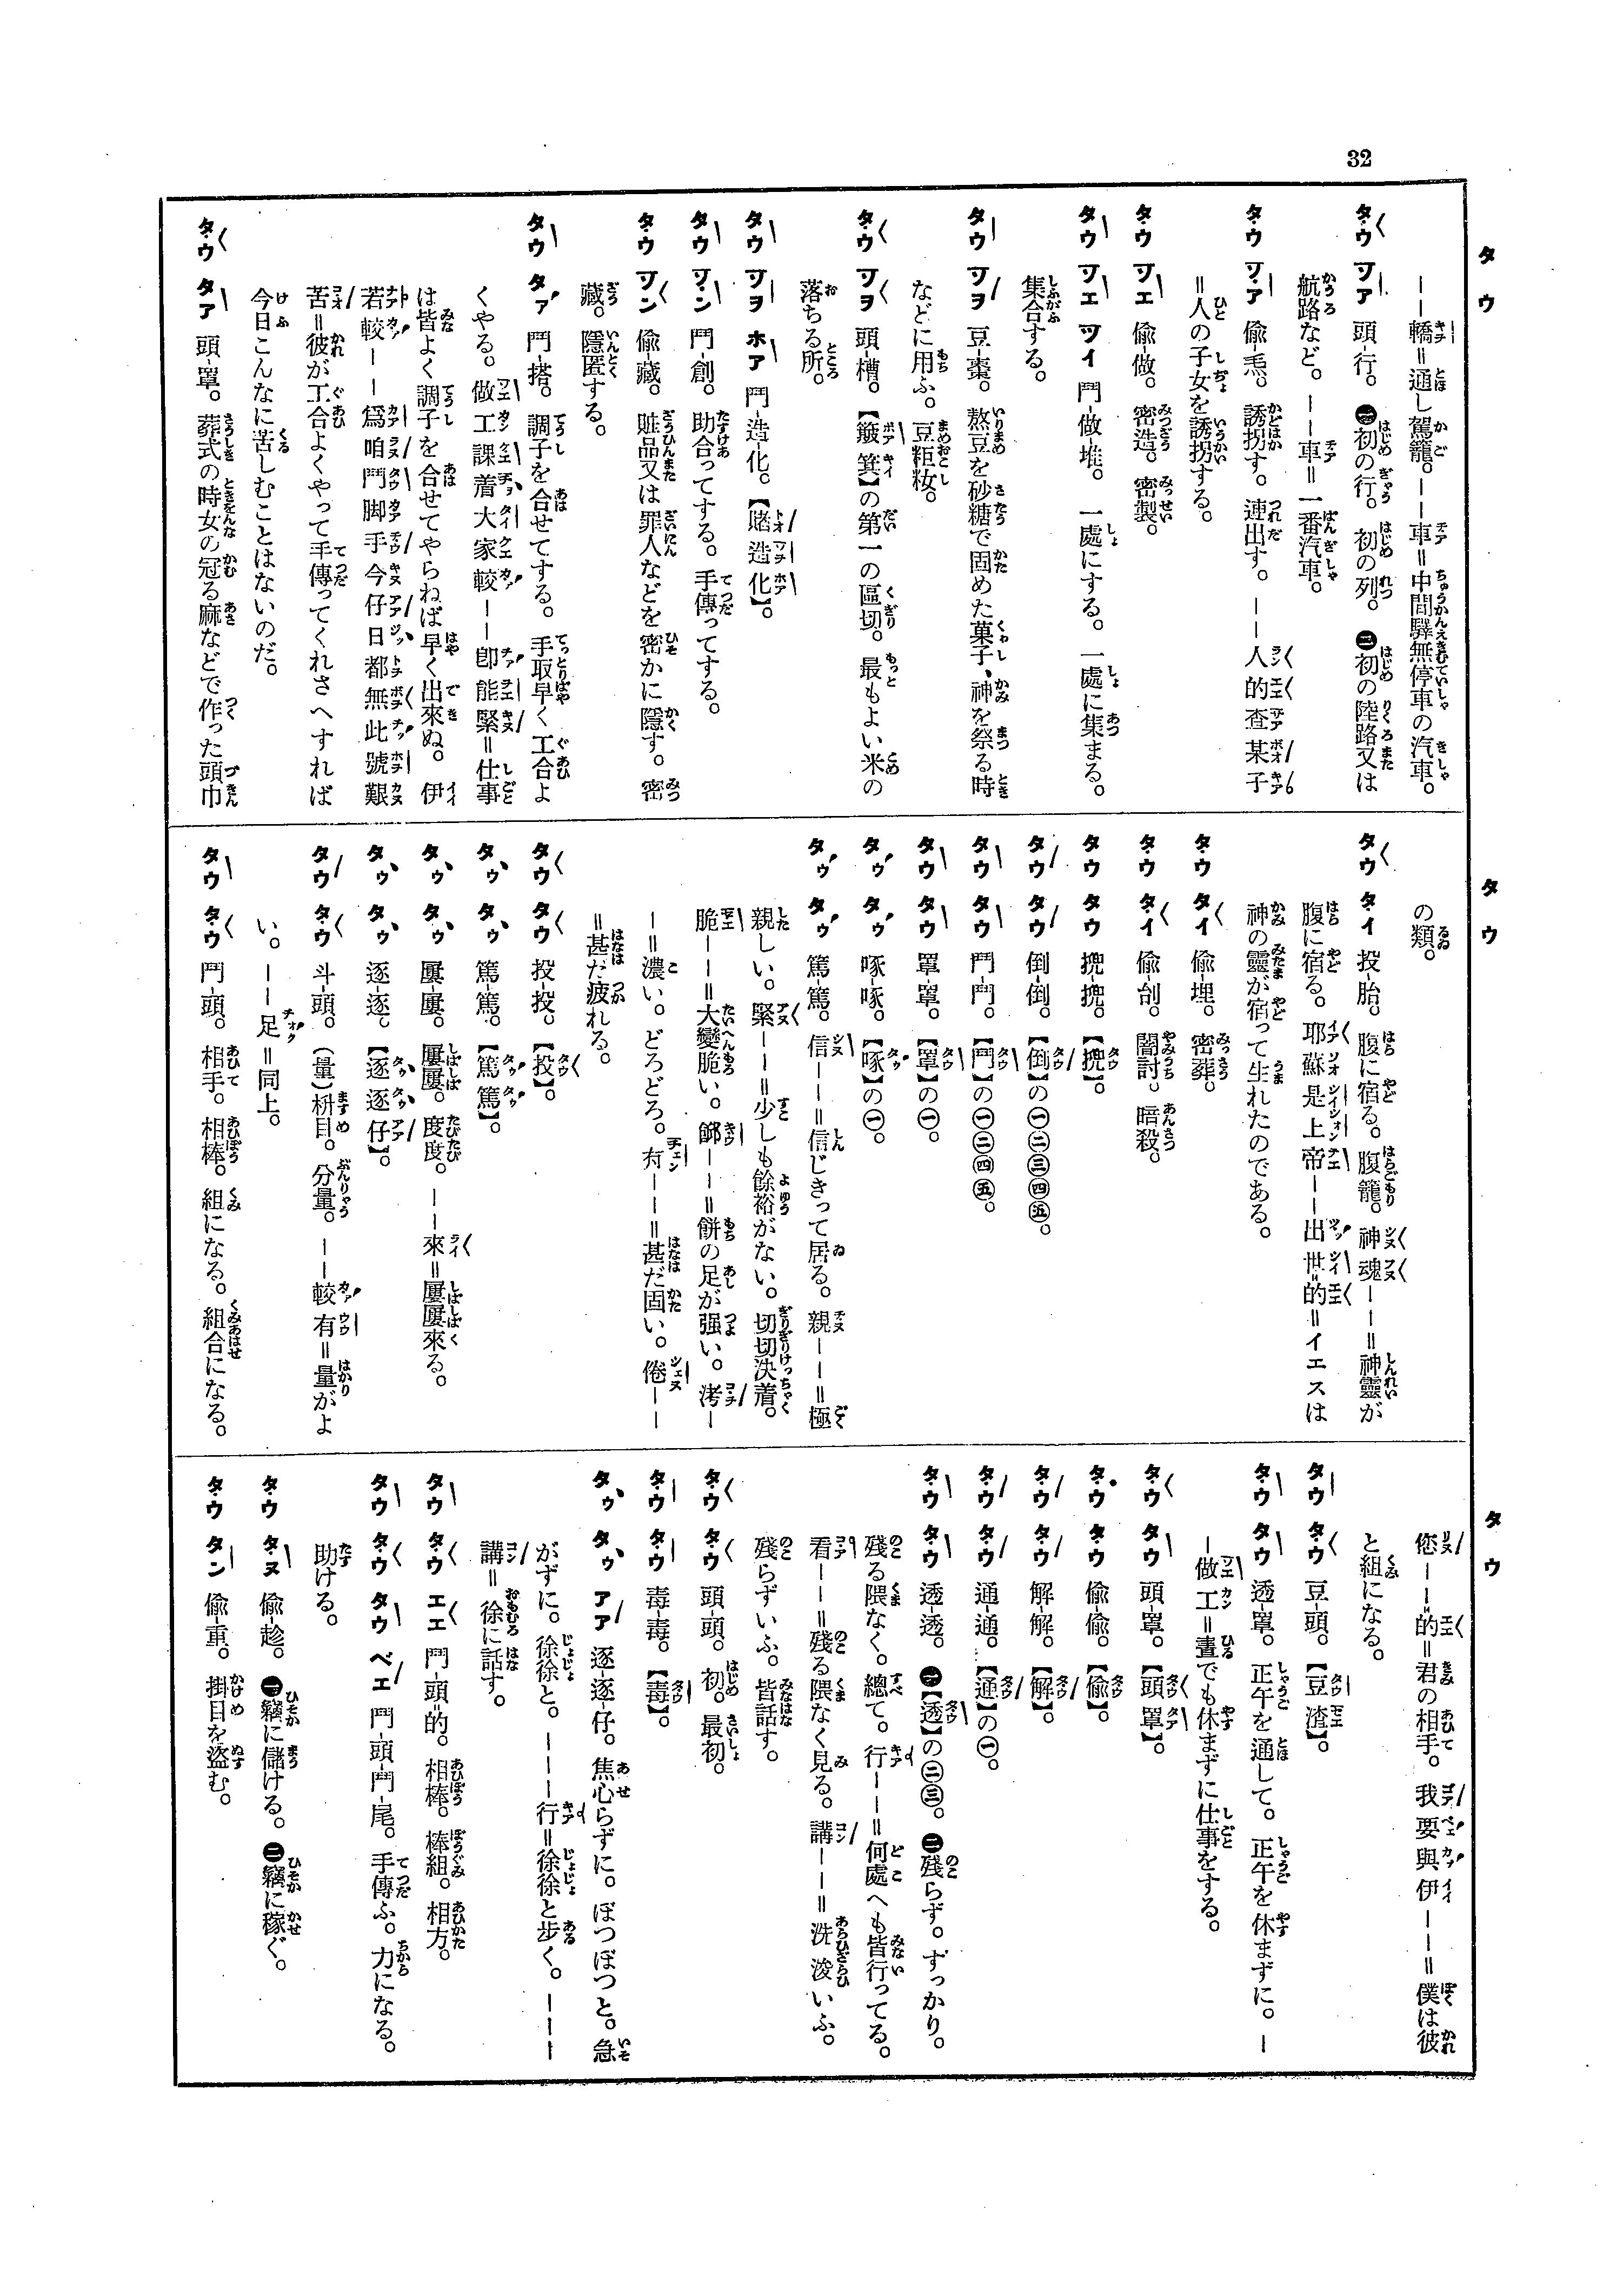 32
タウ
——轎＝通し駕籠。——車＝中間驛無停車の汽車。
タウ ソア 頭-行。 ㊀初の行。 初の列。 ㊁初の陸路又は
航路など。——車＝一番汽車。
タウ ソア 偸-𢘅。 誘拐す。 連出す。——人的查某子
＝人の子女を誘拐する。
タウ ソエ 偸-做。 密造。 密製。
タウ ソエ ツイ 鬥-做-堆。 一處にする。 一處に集まる。
集合する。
タウ ソヲ 豆-棗。 熬豆を砂糖で固めた菓子、神を祭る時
などに用ふ。 豆粔籹。
タウ ソヲ 頭-槽。【簸箕】の第一の區切。 最もよい米の
落ちる所。
タウ ソヲ ホア 鬥-造-化。【賭造化】。
タウ ソン 鬥-創。 助合ってする。 手傳ってする。
タウ ソン 偸-藏。 賍品又は罪人などを密かに隱す。 密
藏。 隱匿する。
タウ タァ 鬥-搭。 調子を合せてする。 手取早く工合よ
くやる。 做工課着大家較——卽能緊＝仕事
は皆よく調子を合せてやらねば早く出來ぬ。 伊
若較——爲咱鬥脚手今仔日都無此號艱
苦＝彼が工合よくやって手傳ってくれさへすれば
今日こんなに苦しむことはないのだ。
タウ タア 頭-罩。 葬式の時女の冠る麻などで作った頭巾
タウ
の類。
タウ タイ 投-胎。 腹に宿る。 腹籠。 神魂——＝神靈が
腹に宿る。 耶蘇是上帝——出世的＝イエスは
神の靈が宿って生れたのである。
タウ タイ 偸-埋。 密葬。
タウ タイ 偸-刣。 闇討。 暗殺。
タウ タウ 挩-挩。【挩】。
タウ タウ 倒-倒。【倒】の㊀㊁㊂㊃㊄。
タウ タウ 鬥-鬥。【鬥】の㊀㊁㊃㊄。
タウ タウ 罩-罩。【罩】の㊀。
タゥ タゥ 啄-啄。【啄】の㊀。
タゥ タゥ 篤-篤。 信——＝信じきって居る。 親——＝極
親しい。 緊——＝少しも餘裕がない。 切切決着。
脆——＝大變脆い。 𩚨——＝餅の足が强い。 洘—
—＝濃い。どろどろ。 冇——＝甚だ固い。 倦——
＝甚だ疲れる。
タウ タウ 投-投。【投】。
タゥ タゥ 篤-篤。【篤篤】。
タゥ タゥ 屢-屢。 屢屢。 度度。——來＝屢屢來る。
タゥ タゥ 逐-逐。【逐逐仔】。
タウ タウ 斗-頭。（量）枡目。 分量。——較有＝量がよ
い。——足＝同上。
タウ タウ 鬥-頭。 相手。 相棒。 組になる。 組合になる。
タウ
您——的＝君の相手。 我要與伊——＝僕は彼
と組になる。
タウ タウ 豆-頭。【豆渣】。
タウ タウ 透-罩。 正午を通して。 正午を休まずに。—
—做工＝晝でも休まずに仕事をする。
タウ タウ 頭-罩。【頭罩】。
タウ タウ 偸-偸。【偸】。
タウ タウ 解-解。【解】。
タウ タウ 通-通。【通】の㊀。
タウ タウ 透-透。 ㊀【透】の㊁㊂。 ㊁殘らず。ずっかり。
殘る隈なく。 總て。 行——＝何處へも皆行ってる。
看——＝殘る隈なく見る。 講——＝洗浚いふ。
殘らずいふ。 皆話す。
タウ タウ 頭-頭。 初。 最初。
タウ タウ 毒-毒。【毒】。
タゥ タゥ アア 逐-逐-仔。 焦心らずに。ぼつぼつと。 急
がずに。 徐徐と。———行＝徐徐と步く。———
講＝徐に話す。
タウ タウ エエ 鬥-頭-的。 相棒。 棒組。 相方。
タウ タウ タウ ベエ 鬥-頭-鬥-尾。 手傳ふ。 力になる。
助ける。
タウ タヌ 偸-趁。 ㊀竊に儲ける。 ㊁竊に稼ぐ。
タウ タン 偸-重。 掛目を盜む。